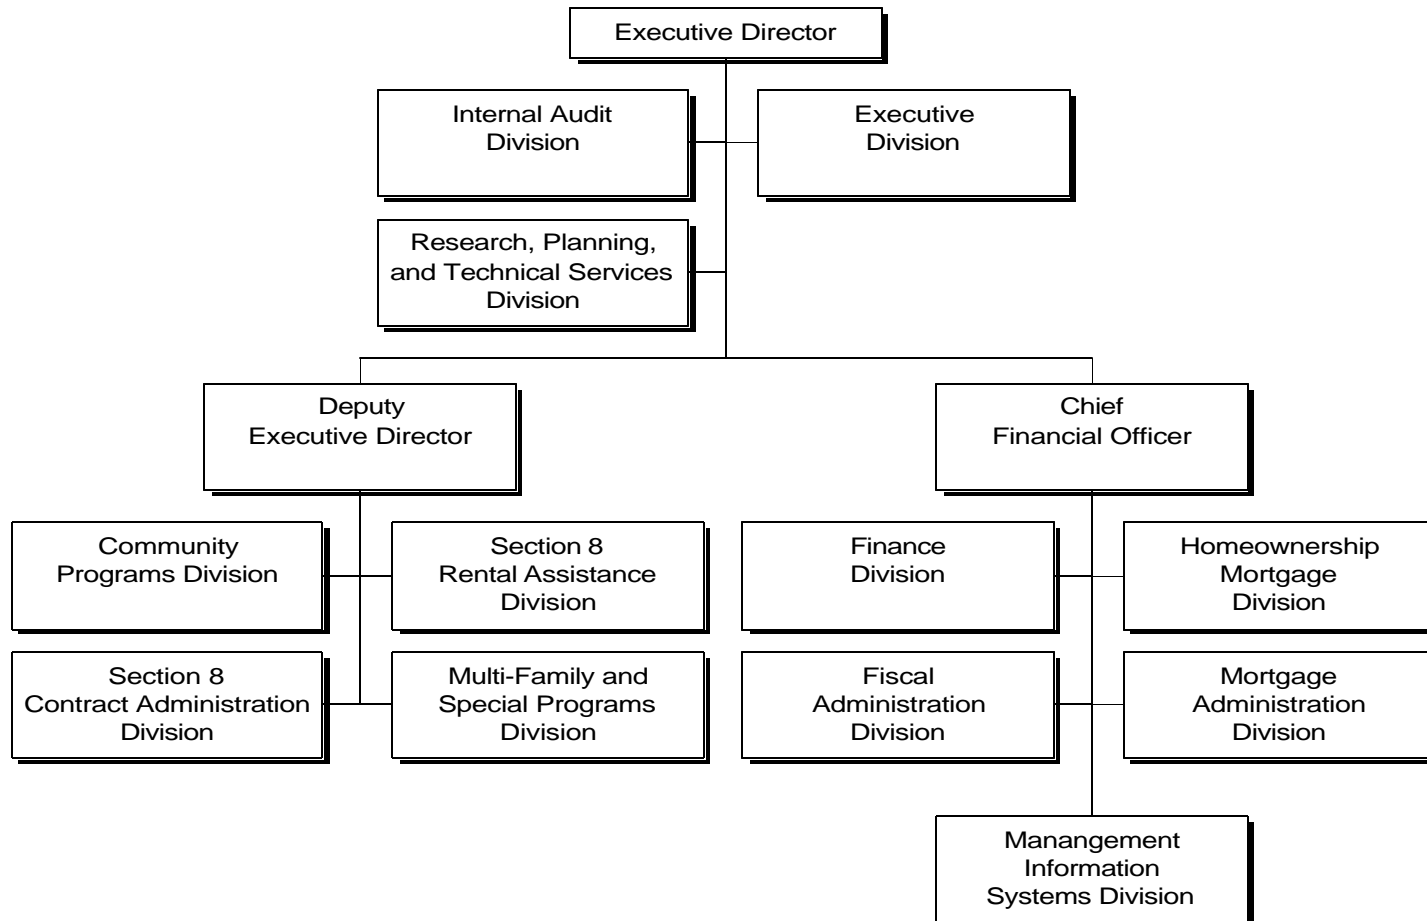 Executive Director
Internal Audit
Division
Executive
Division
Research, Planning,
and Technical Services
Division
Deputy
Executive Director
Chief
Financial Officer
Community
Programs Division
Section 8
Rental Assistance
Division
Finance
Division
Homeownership
Mortgage
Division
Section 8
Contract Administration
Division
Multi-Family and
Special Programs
Division
Fiscal
Administration
Division
Mortgage
Administration
Division
Manangement
Information
Systems Division